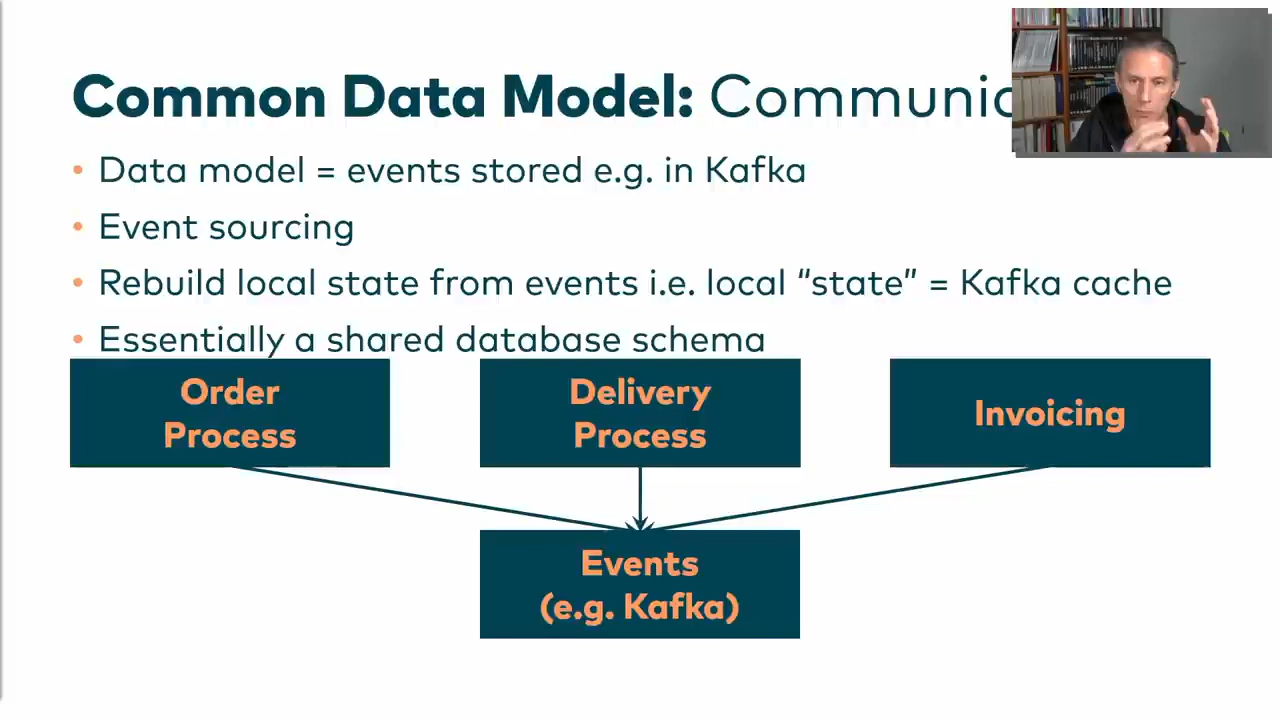 Common Data Model: Communic
• Data model = events stored e.g. in Kafka
• Event sourcing
• Rebuild local state from events i.e. local “state” = Kafka cache
• Essentially a shared database schema
Order
Process
Delivery
Process
Invoicing
Events
(e.g. Kafka)